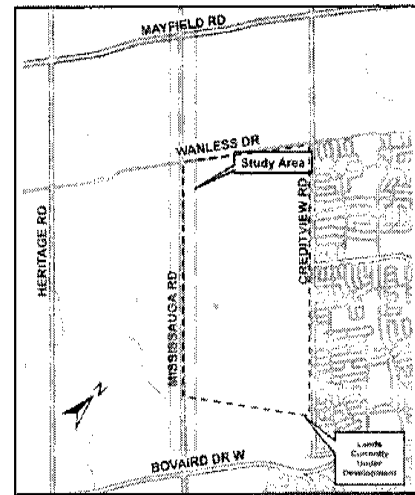 MAYFIELD RD
WANLESS DR
Study Area
HERITAGE RD
MISSISSAUGA RD
CREDITVIEW RD
N
BOVAIRD DR W
Lands
Currently
Under
Development